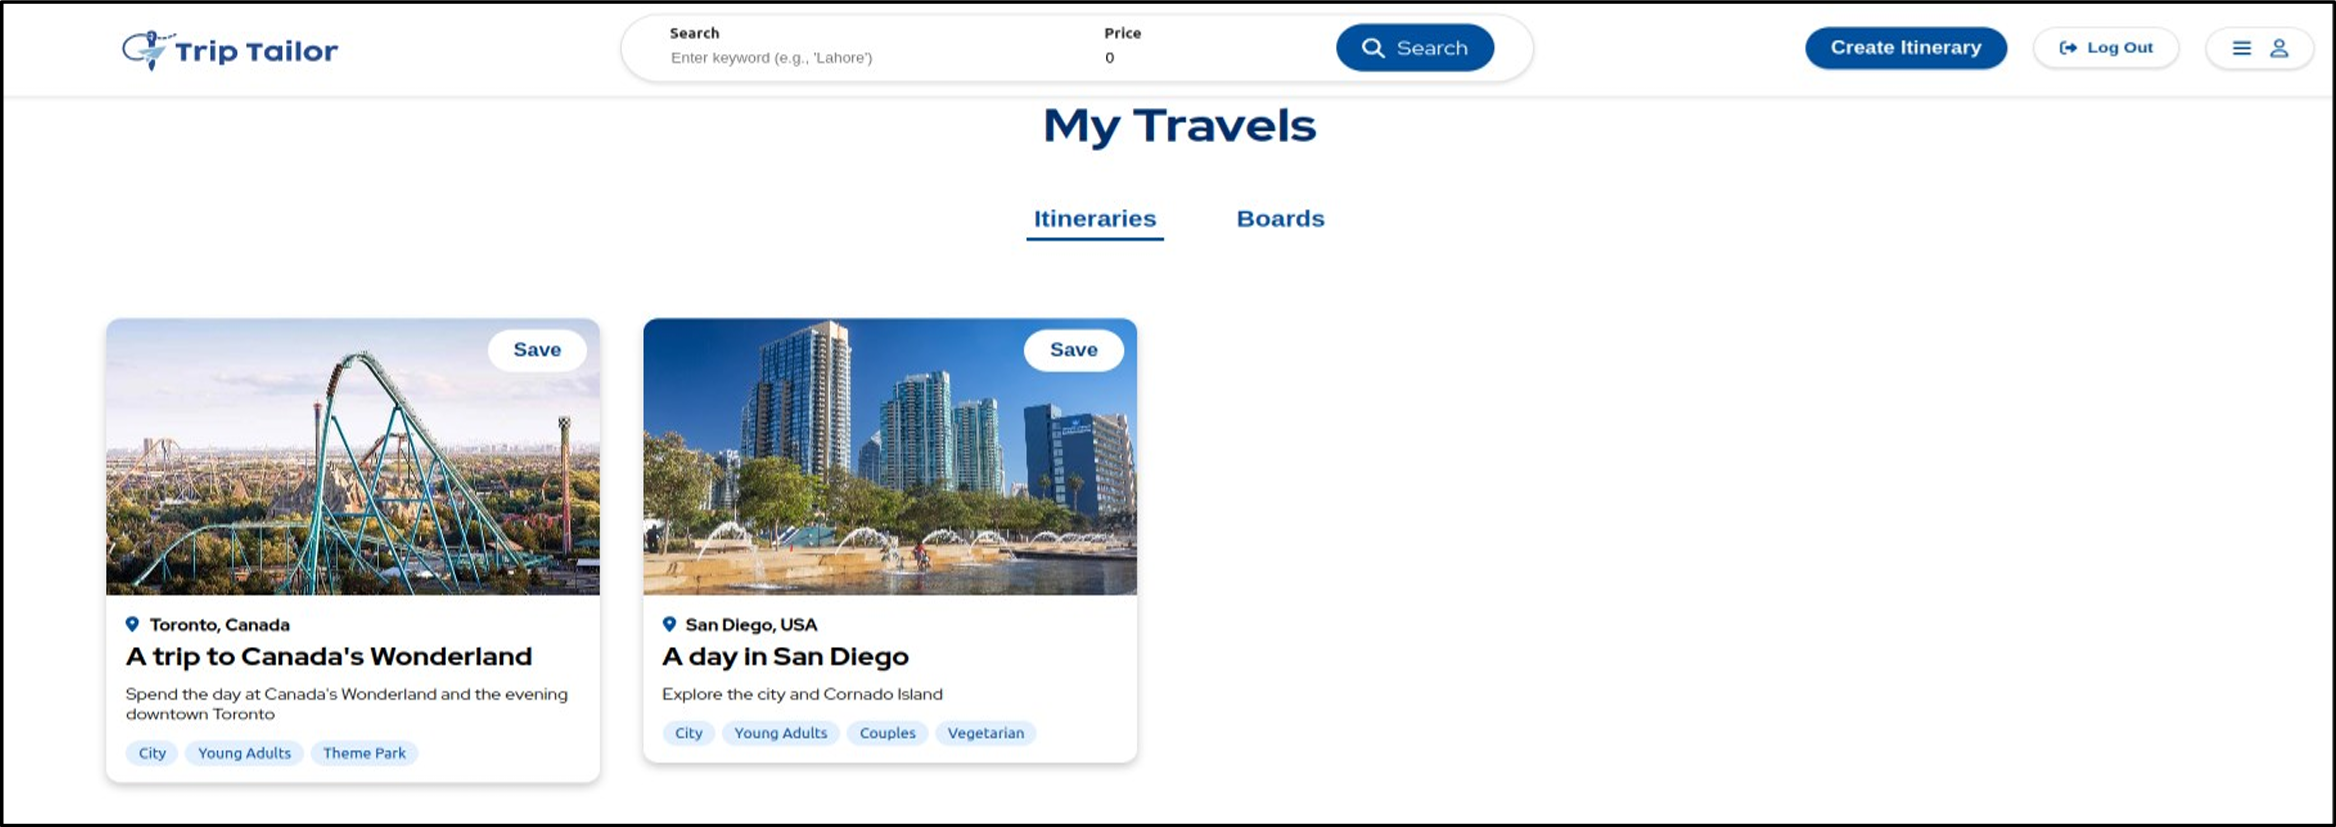 Trip Tailor
Search
Enter keyword (e.g., 'Lahore')
Price
0
Search
Create Itinerary
Log Out
My Travels
Itineraries
Boards
Save
Toronto, Canada
A trip to Canada's Wonderland
Spend the day at Canada's Wonderland and the evening
downtown Toronto
City
Young Adults
Theme Park
Save
San Diego, USA
A day in San Diego
Explore the city and Cornado Island
City
Young Adults
Couples
Vegetarian